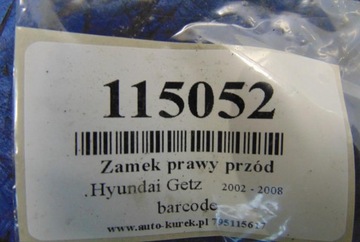 115052
Zamek prawy przód
.Hyundai Getz 2002 - 2008
barcode
www.auto-kurek.pl